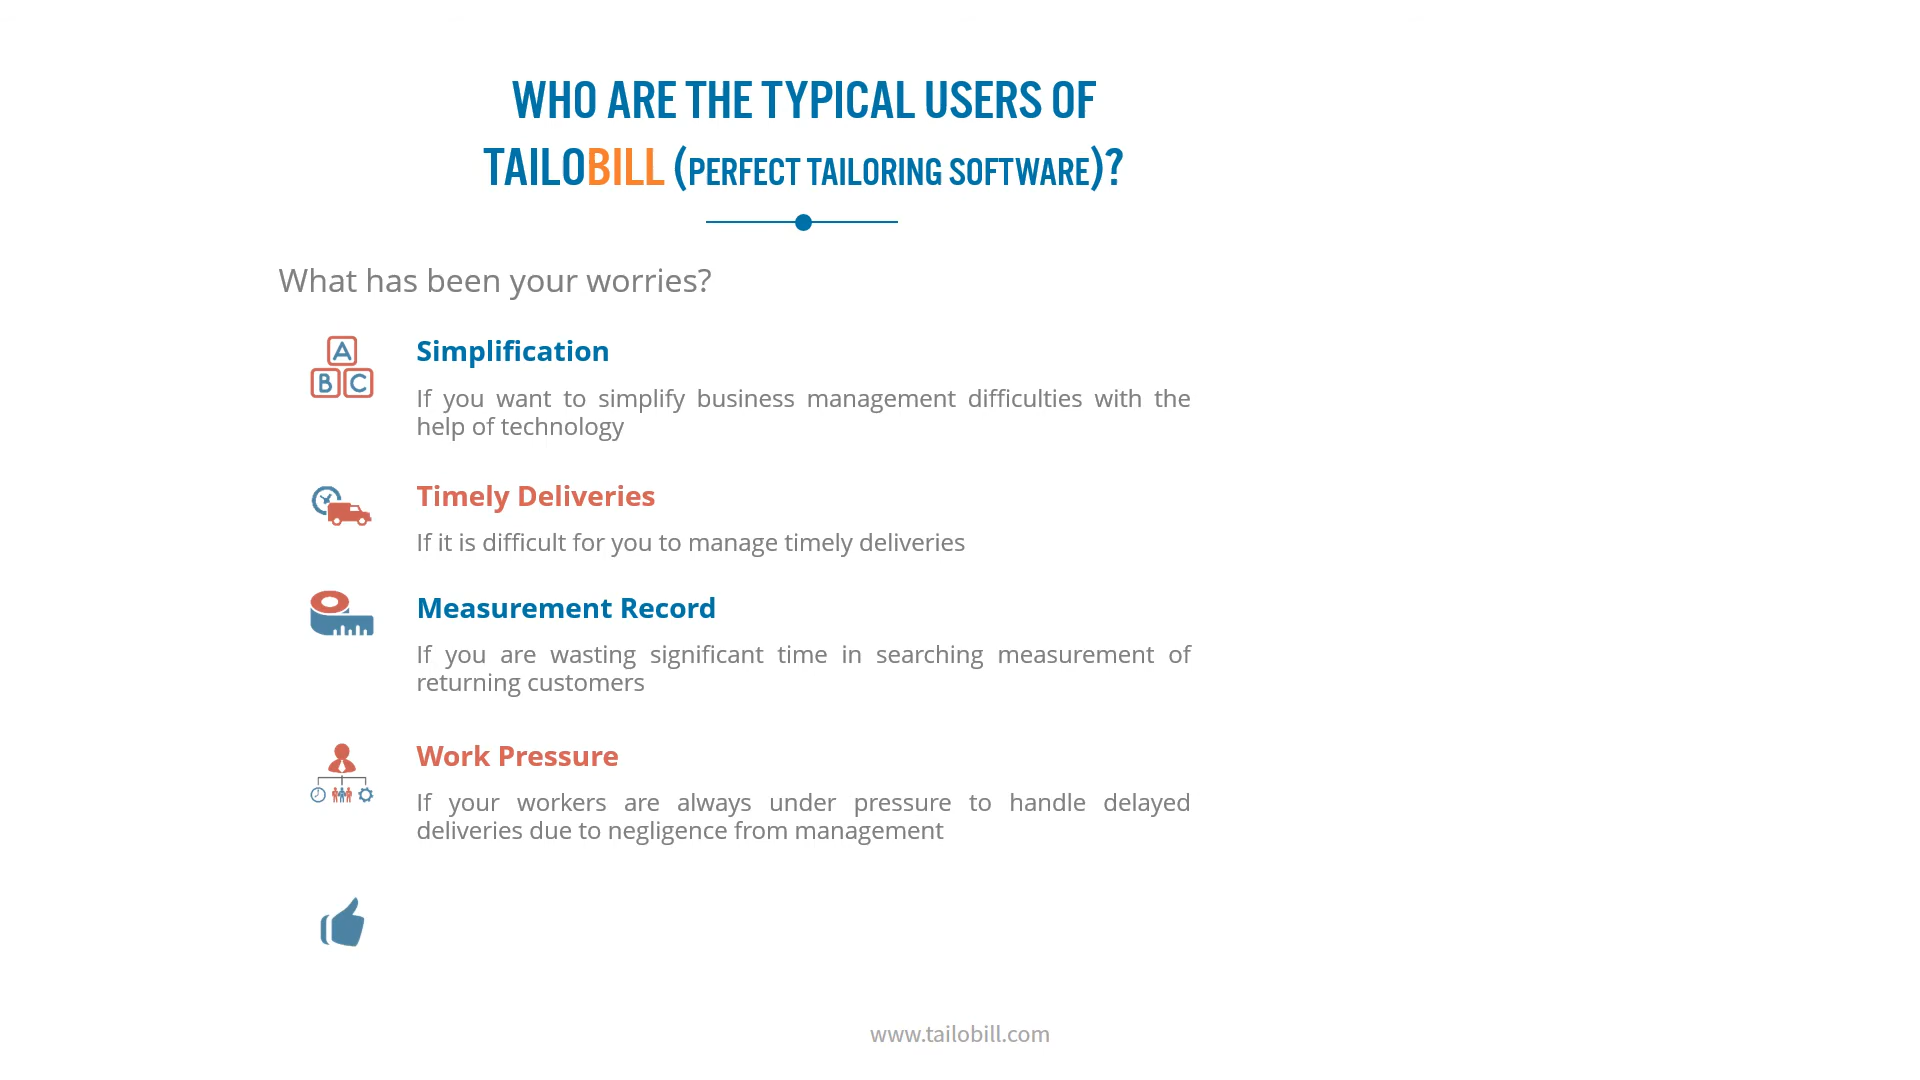 WHO ARE THE TYPICAL USERS OF
TAILOBILL (PERFECT TAILORING SOFTWARE)?
What has been your worries?
A
B C
Simplification
If you want to simplify business management difficulties with the
help of technology
Timely Deliveries
If it is difficult for you to manage timely deliveries
Measurement Record
If you are wasting significant time in searching measurement of
returning customers
Work Pressure
If your workers are always under pressure to handle delayed
deliveries due to negligence from management
www.tailobill.com